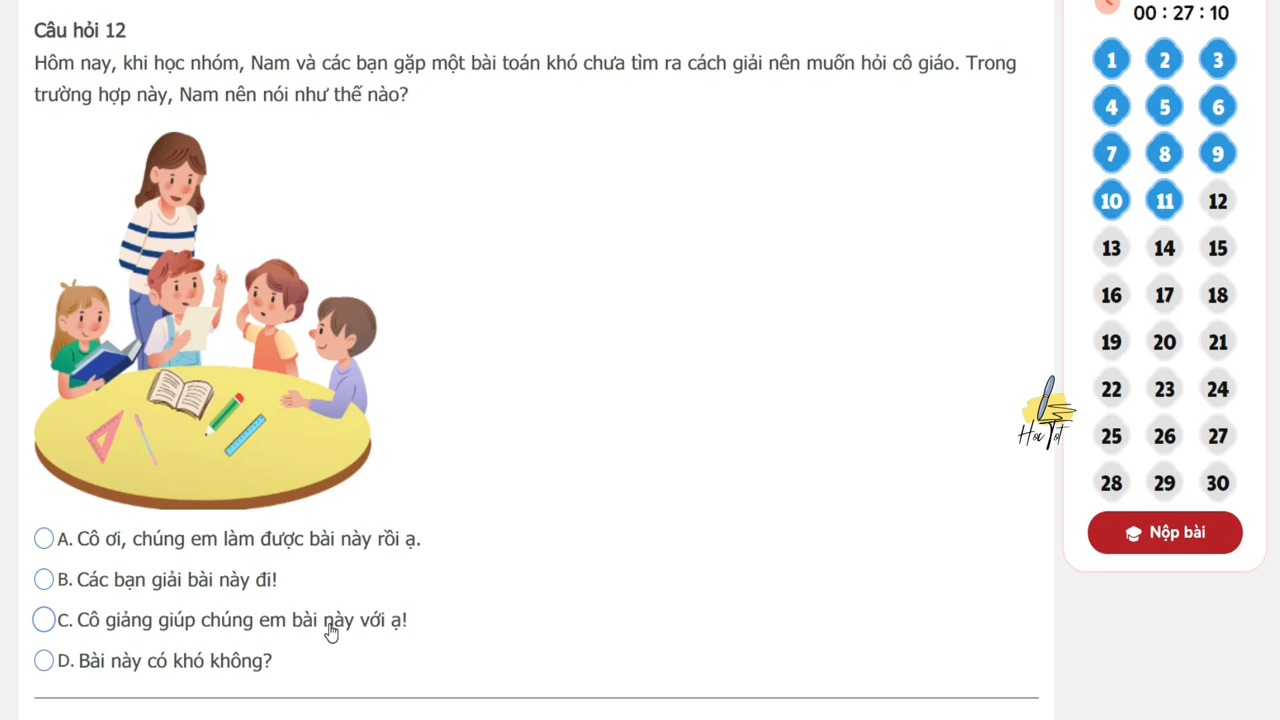 Câu hỏi 12
Hôm nay, khi học nhóm, Nam và các bạn gặp một bài toán khó chưa tìm ra cách giải nên muốn hỏi cô giáo. Trong
trường hợp này, Nam nên nói như thế nào?
A. Cô ơi, chúng em làm được bài này rồi ạ.
B. Các bạn giải bài này đi!
C. Cô giảng giúp chúng em bài này với ạ!
D. Bài này có khó không?
00 : 27 : 10
1 2 3
4 5 6
7 8 9
10 11 12
13 14 15
16 17 18
19 20 21
22 23 24
25 26 27
28 29 30
Nộp bài
Học Tốt